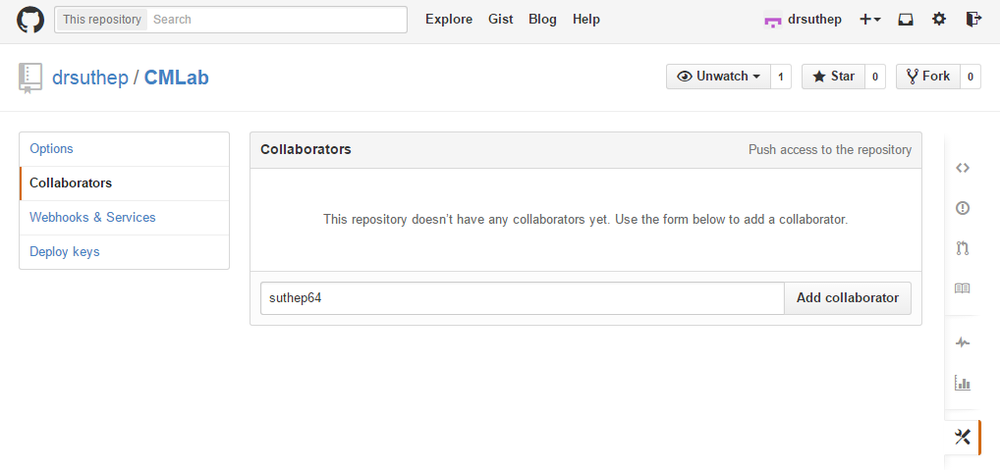 This repository Search Explore Gist Blog Help drsuthep
drsuthep / CMLab Unwatch 1 Star 0 Fork 0
Options
Collaborators
Webhooks & Services
Deploy keys
Collaborators Push access to the repository
This repository doesn't have any collaborators yet. Use the form below to add a collaborator.
suthep64 Add collaborator